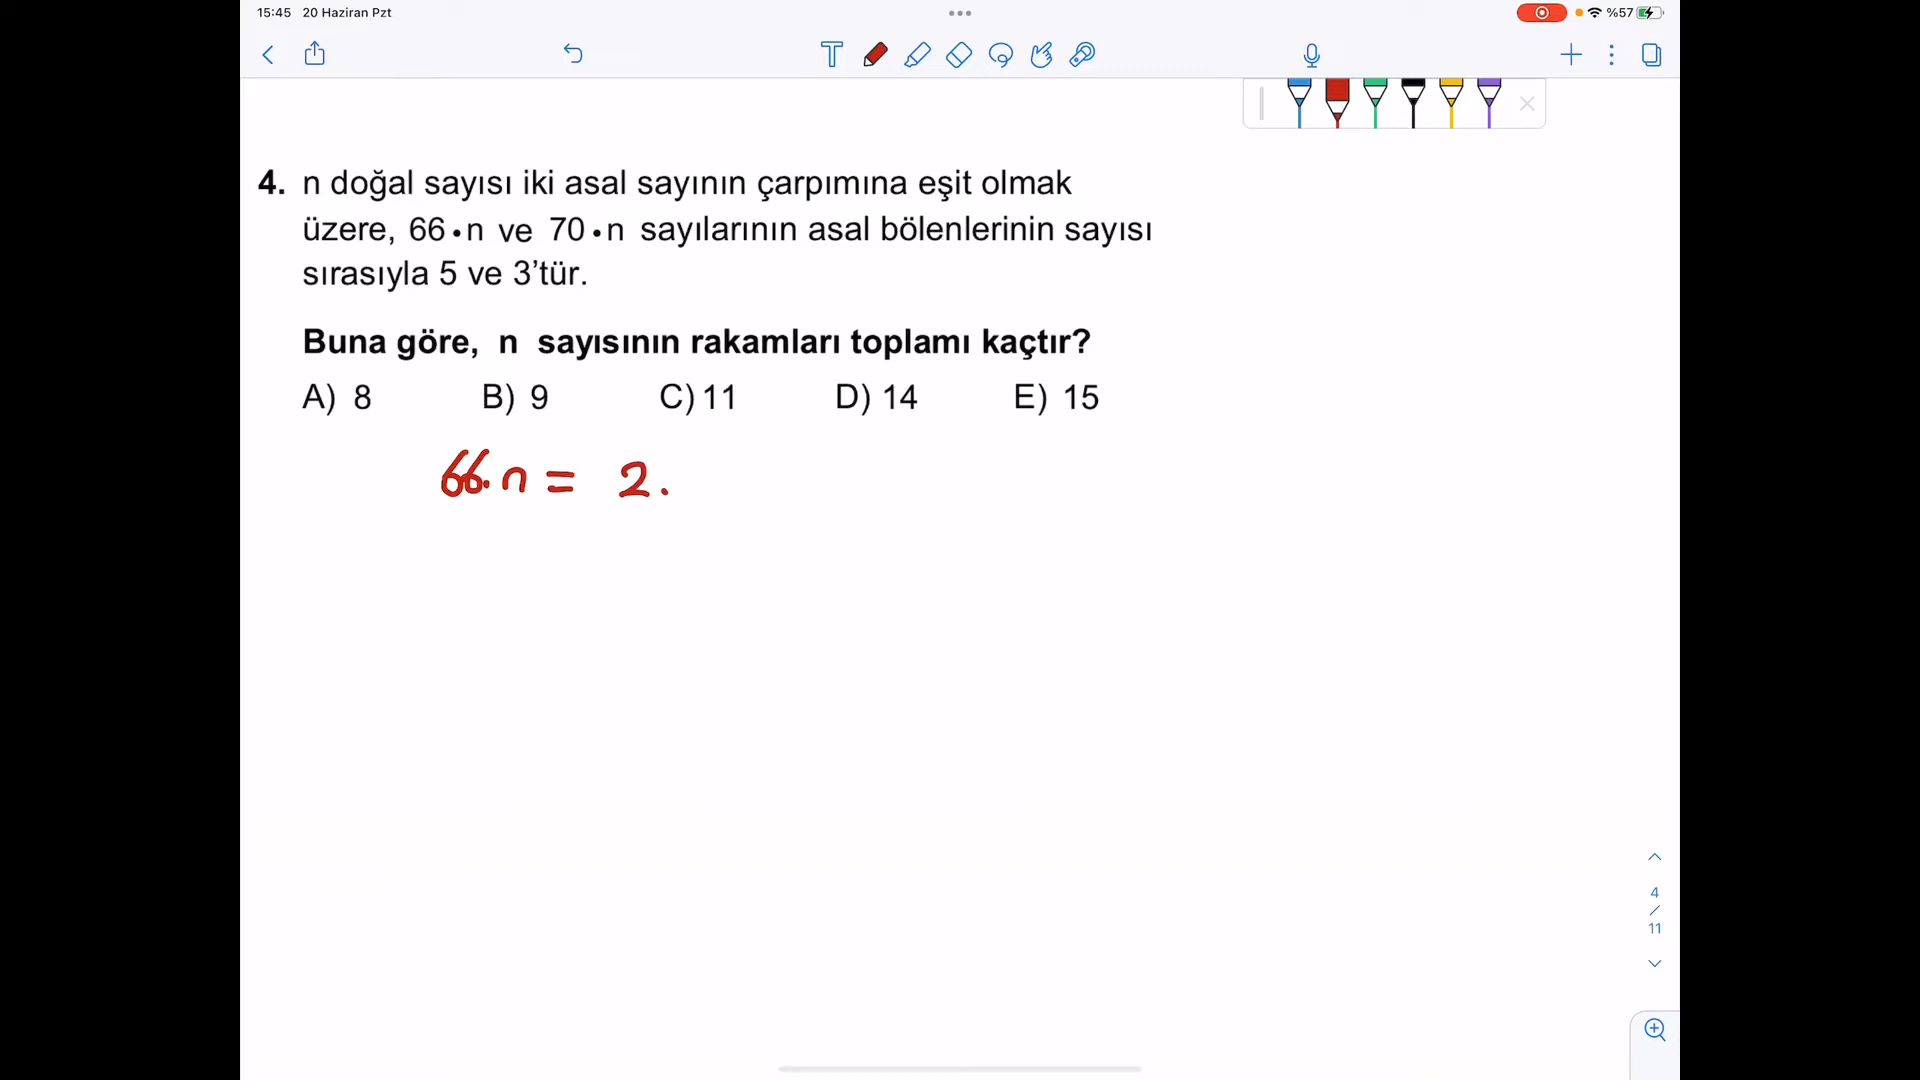 15:45 20 Haziran Pzt
%57
T
4. n doğal sayısı iki asal sayının çarpımına eşit olmak
üzere, 66 • n ve 70 • n sayılarının asal bölenlerinin sayısı
sırasıyla 5 ve 3’tür.
Buna göre, n sayısının rakamları toplamı kaçtır?
A) 8 B) 9 C) 11 D) 14 E) 15
66. n = 2 .
4
/
11